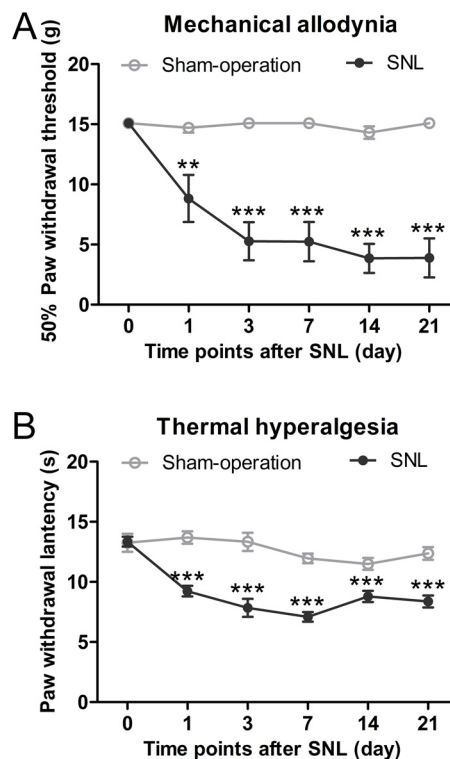 A
Mechanical allodynia
50% Paw withdrawal threshold (g)
Sham-operation SNL
20
15
10
5
0
** *** *** *** ***
0 1 3 7 14 21
Time points after SNL (day)
B
Thermal hyperalgesia
Paw withdrawal lantency (s)
Sham-operation SNL
20
15
10
5
0
*** *** *** *** ***
0 1 3 7 14 21
Time points after SNL (day)